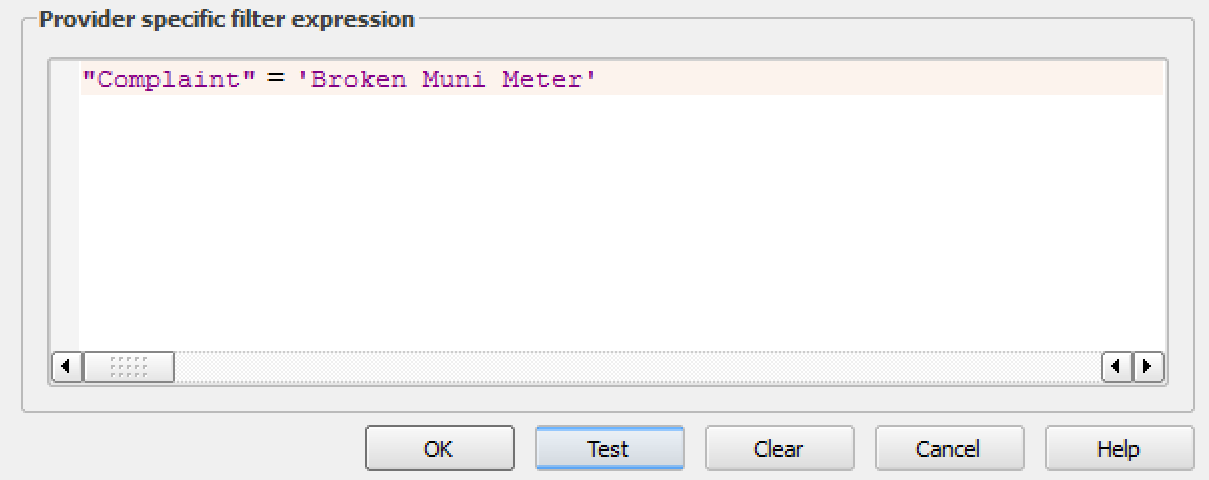 Provider specific filter expression
"Complaint" = 'Broken Muni Meter'
OK Test Clear Cancel Help